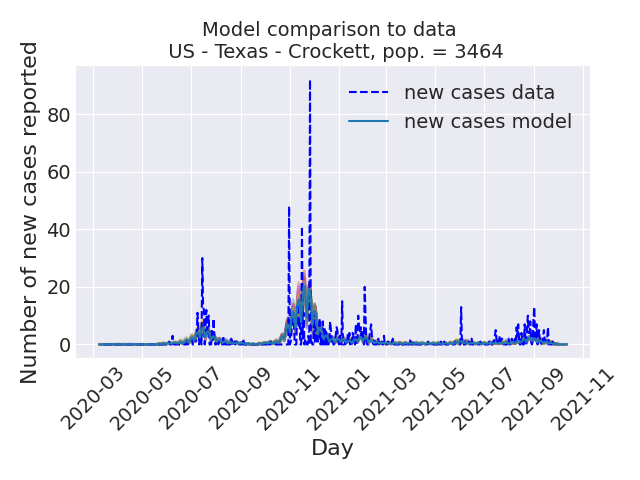 Model comparison to data
US - Texas - Crockett, pop. = 3464
Number of new cases reported
80
60
40
20
0
new cases data
new cases model
2020-03
2020-05
2020-07
2020-09
2020-11
2021-01
2021-03
2021-05
2021-07
2021-09
2021-11
Day